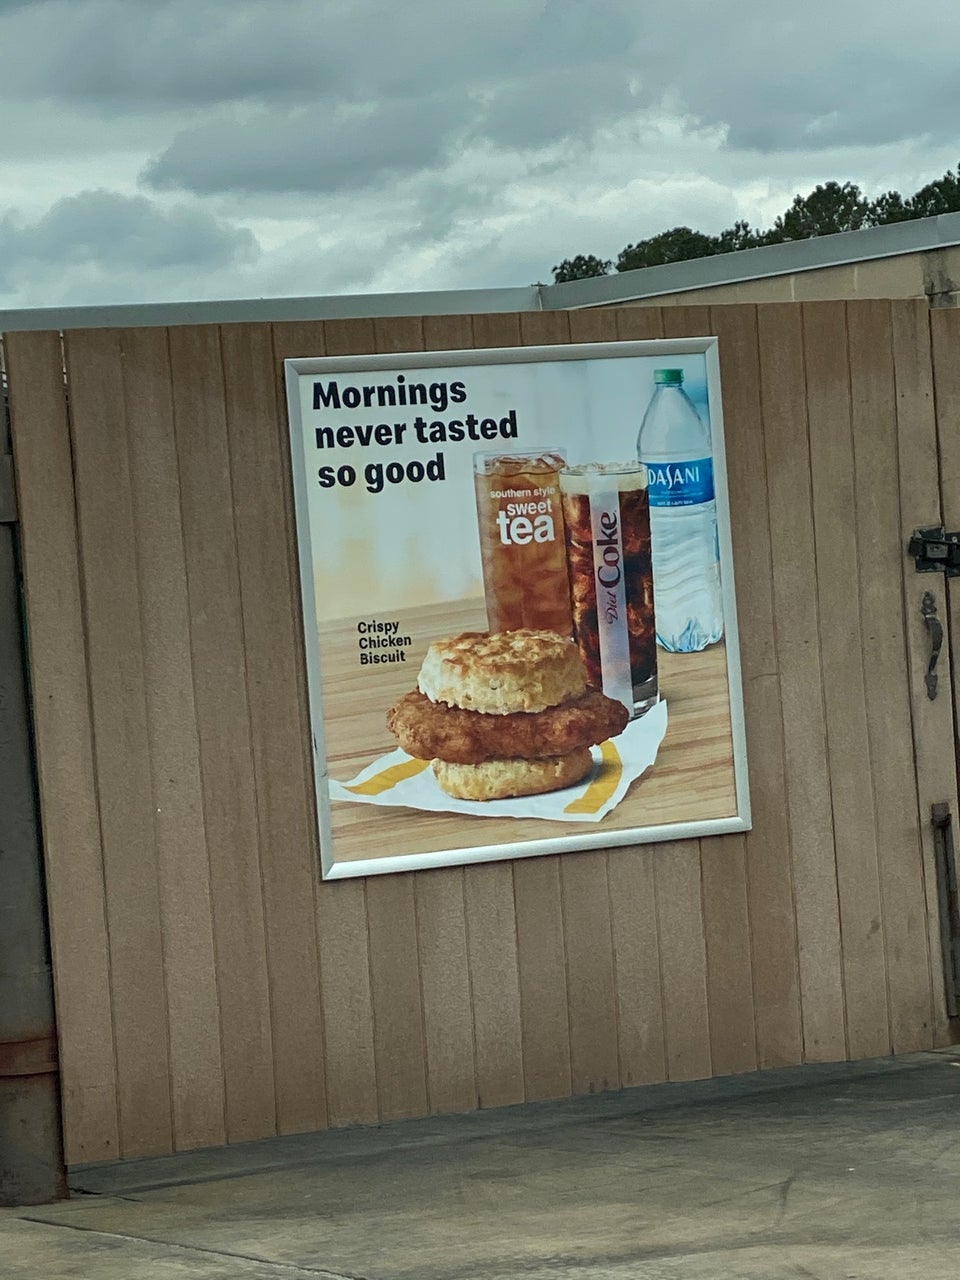 Mornings
never tasted
so good
southern style
sweet
tea
Diet Coke
DASANI
Crispy
Chicken
Biscuit